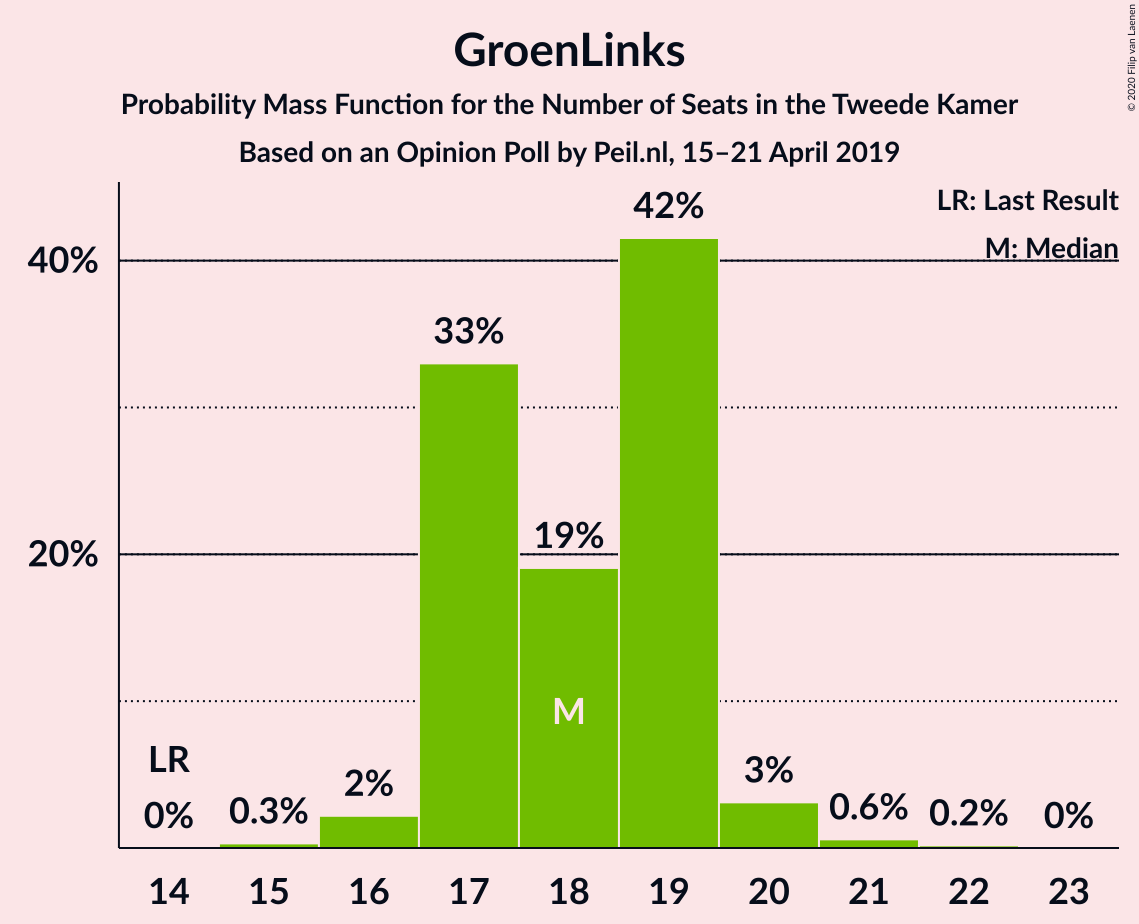 GroenLinks
Probability Mass Function for the Number of Seats in the Tweede Kamer
Based on an Opinion Poll by Peil.nl, 15–21 April 2019
© 2020 Filip van Laenen
LR: Last Result
M: Median
40%
20%
LR
0%
0.3%
2%
33%
19%
M
42%
3%
0.6%
0.2%
0%
14 15 16 17 18 19 20 21 22 23